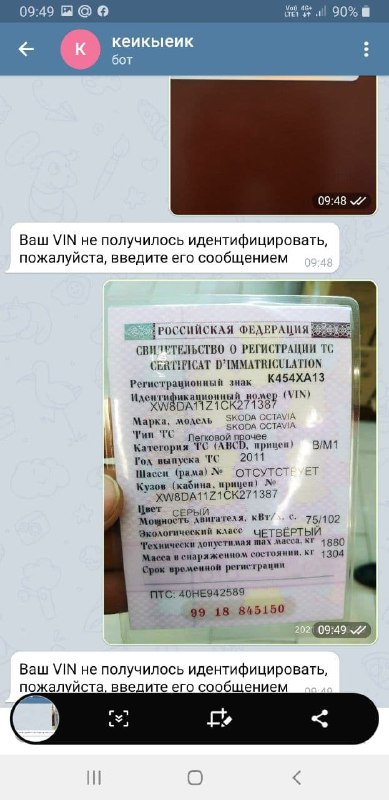 09:49
90%
кеикыеик
бот
09:48
Ваш VIN не получилось идентифицировать,
пожалуйста, введите его сообщением
09:48
РОССИЙСКАЯ ФЕДЕРАЦИЯ
СВИДЕТЕЛЬСТВО О РЕГИСТРАЦИИ ТС
CERTIFICAT D'IMMATRICULATION
Регистрационный знак К454ХА13
Идентификационный номер (VIN)
XW8DA11Z1CK271387
Марка, модель SKODA OCTAVIA
SKODA OCTAVIA
Тип ТС Легковой прочее
Категория ТС (ABCD, прицеп) B/M1
Год выпуска ТС 2011
Шасси (рама) № ОТСУТСТВУЕТ
Кузов (кабина, прицеп) №
XW8DA11Z1CK271387
Цвет СЕРЫЙ
Мощность двигателя, кВт/л. с. 75/102
Экологический класс ЧЕТВЁРТЫЙ
Технически допустимая max масса, кг 1880
Масса в снаряженном состоянии, кг 1304
Срок временной регистрации
ПТС: 40НЕ942589
99 18 845150
09:49
Ваш VIN не получилось идентифицировать,
пожалуйста, введите его сообщением
09:49